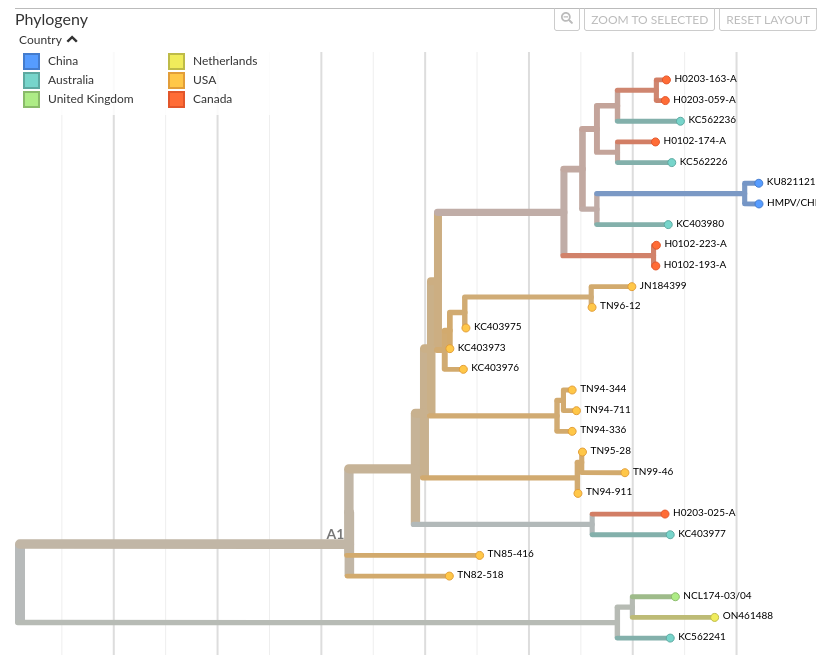 Phylogeny
ZOOM TO SELECTED
RESET LAYOUT
Country
China
Netherlands
Australia
USA
United Kingdom
Canada
H0203-163-A
H0203-059-A
KC562236
H0102-174-A
KC562226
KU821121
HMPV/CHI
KC403980
H0102-223-A
H0102-193-A
JN184399
TN96-12
KC403975
KC403973
KC403976
TN94-344
TN94-711
TN94-336
TN95-28
TN99-46
TN94-911
H0203-025-A
A1
KC403977
TN85-416
TN82-518
NCL174-03/04
ON461488
KC562241